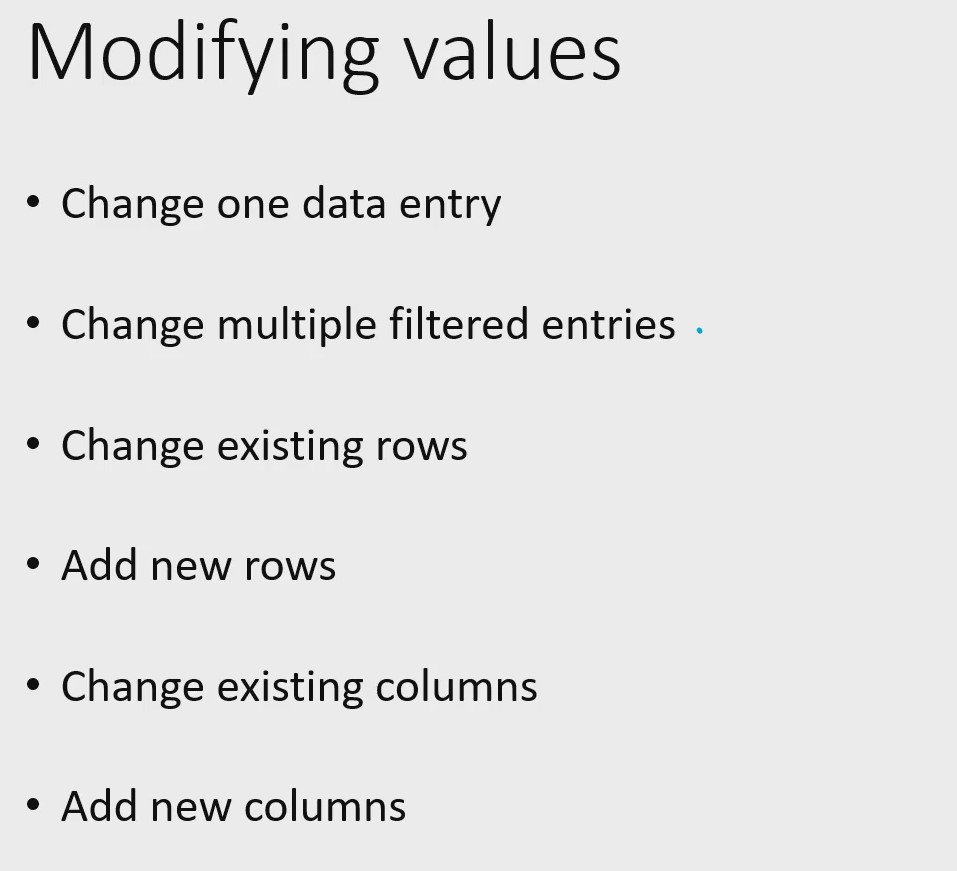 Modifying values
• Change one data entry
• Change multiple filtered entries
• Change existing rows
• Add new rows
• Change existing columns
• Add new columns